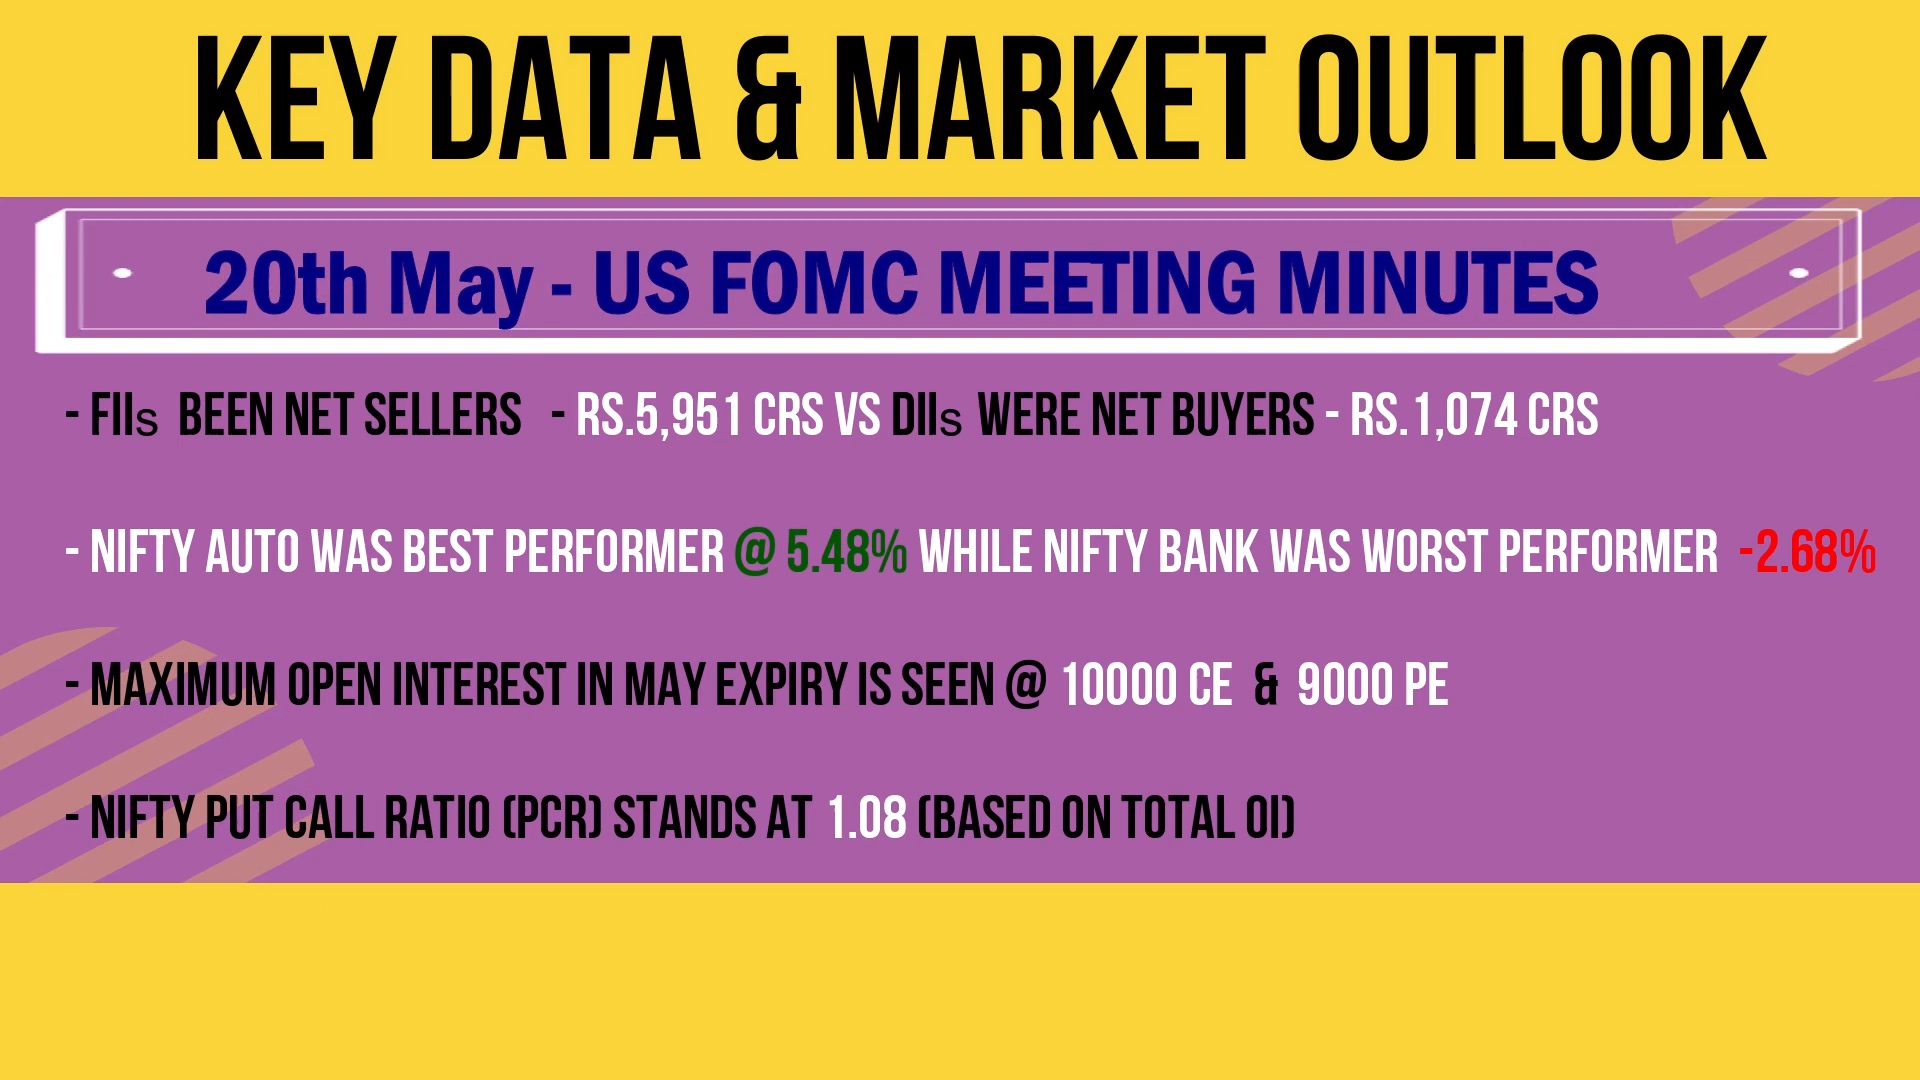 KEY DATA & MARKET OUTLOOK
20th May - US FOMC MEETING MINUTES
- FIIs BEEN NET SELLERS - RS.5,951 CRS VS DIIs WERE NET BUYERS - RS.1,074 CRS
- NIFTY AUTO WAS BEST PERFORMER @ 5.48% WHILE NIFTY BANK WAS WORST PERFORMER -2.68%
- MAXIMUM OPEN INTEREST IN MAY EXPIRY IS SEEN @ 10000 CE & 9000 PE
- NIFTY PUT CALL RATIO (PCR) STANDS AT 1.08 (BASED ON TOTAL OI)